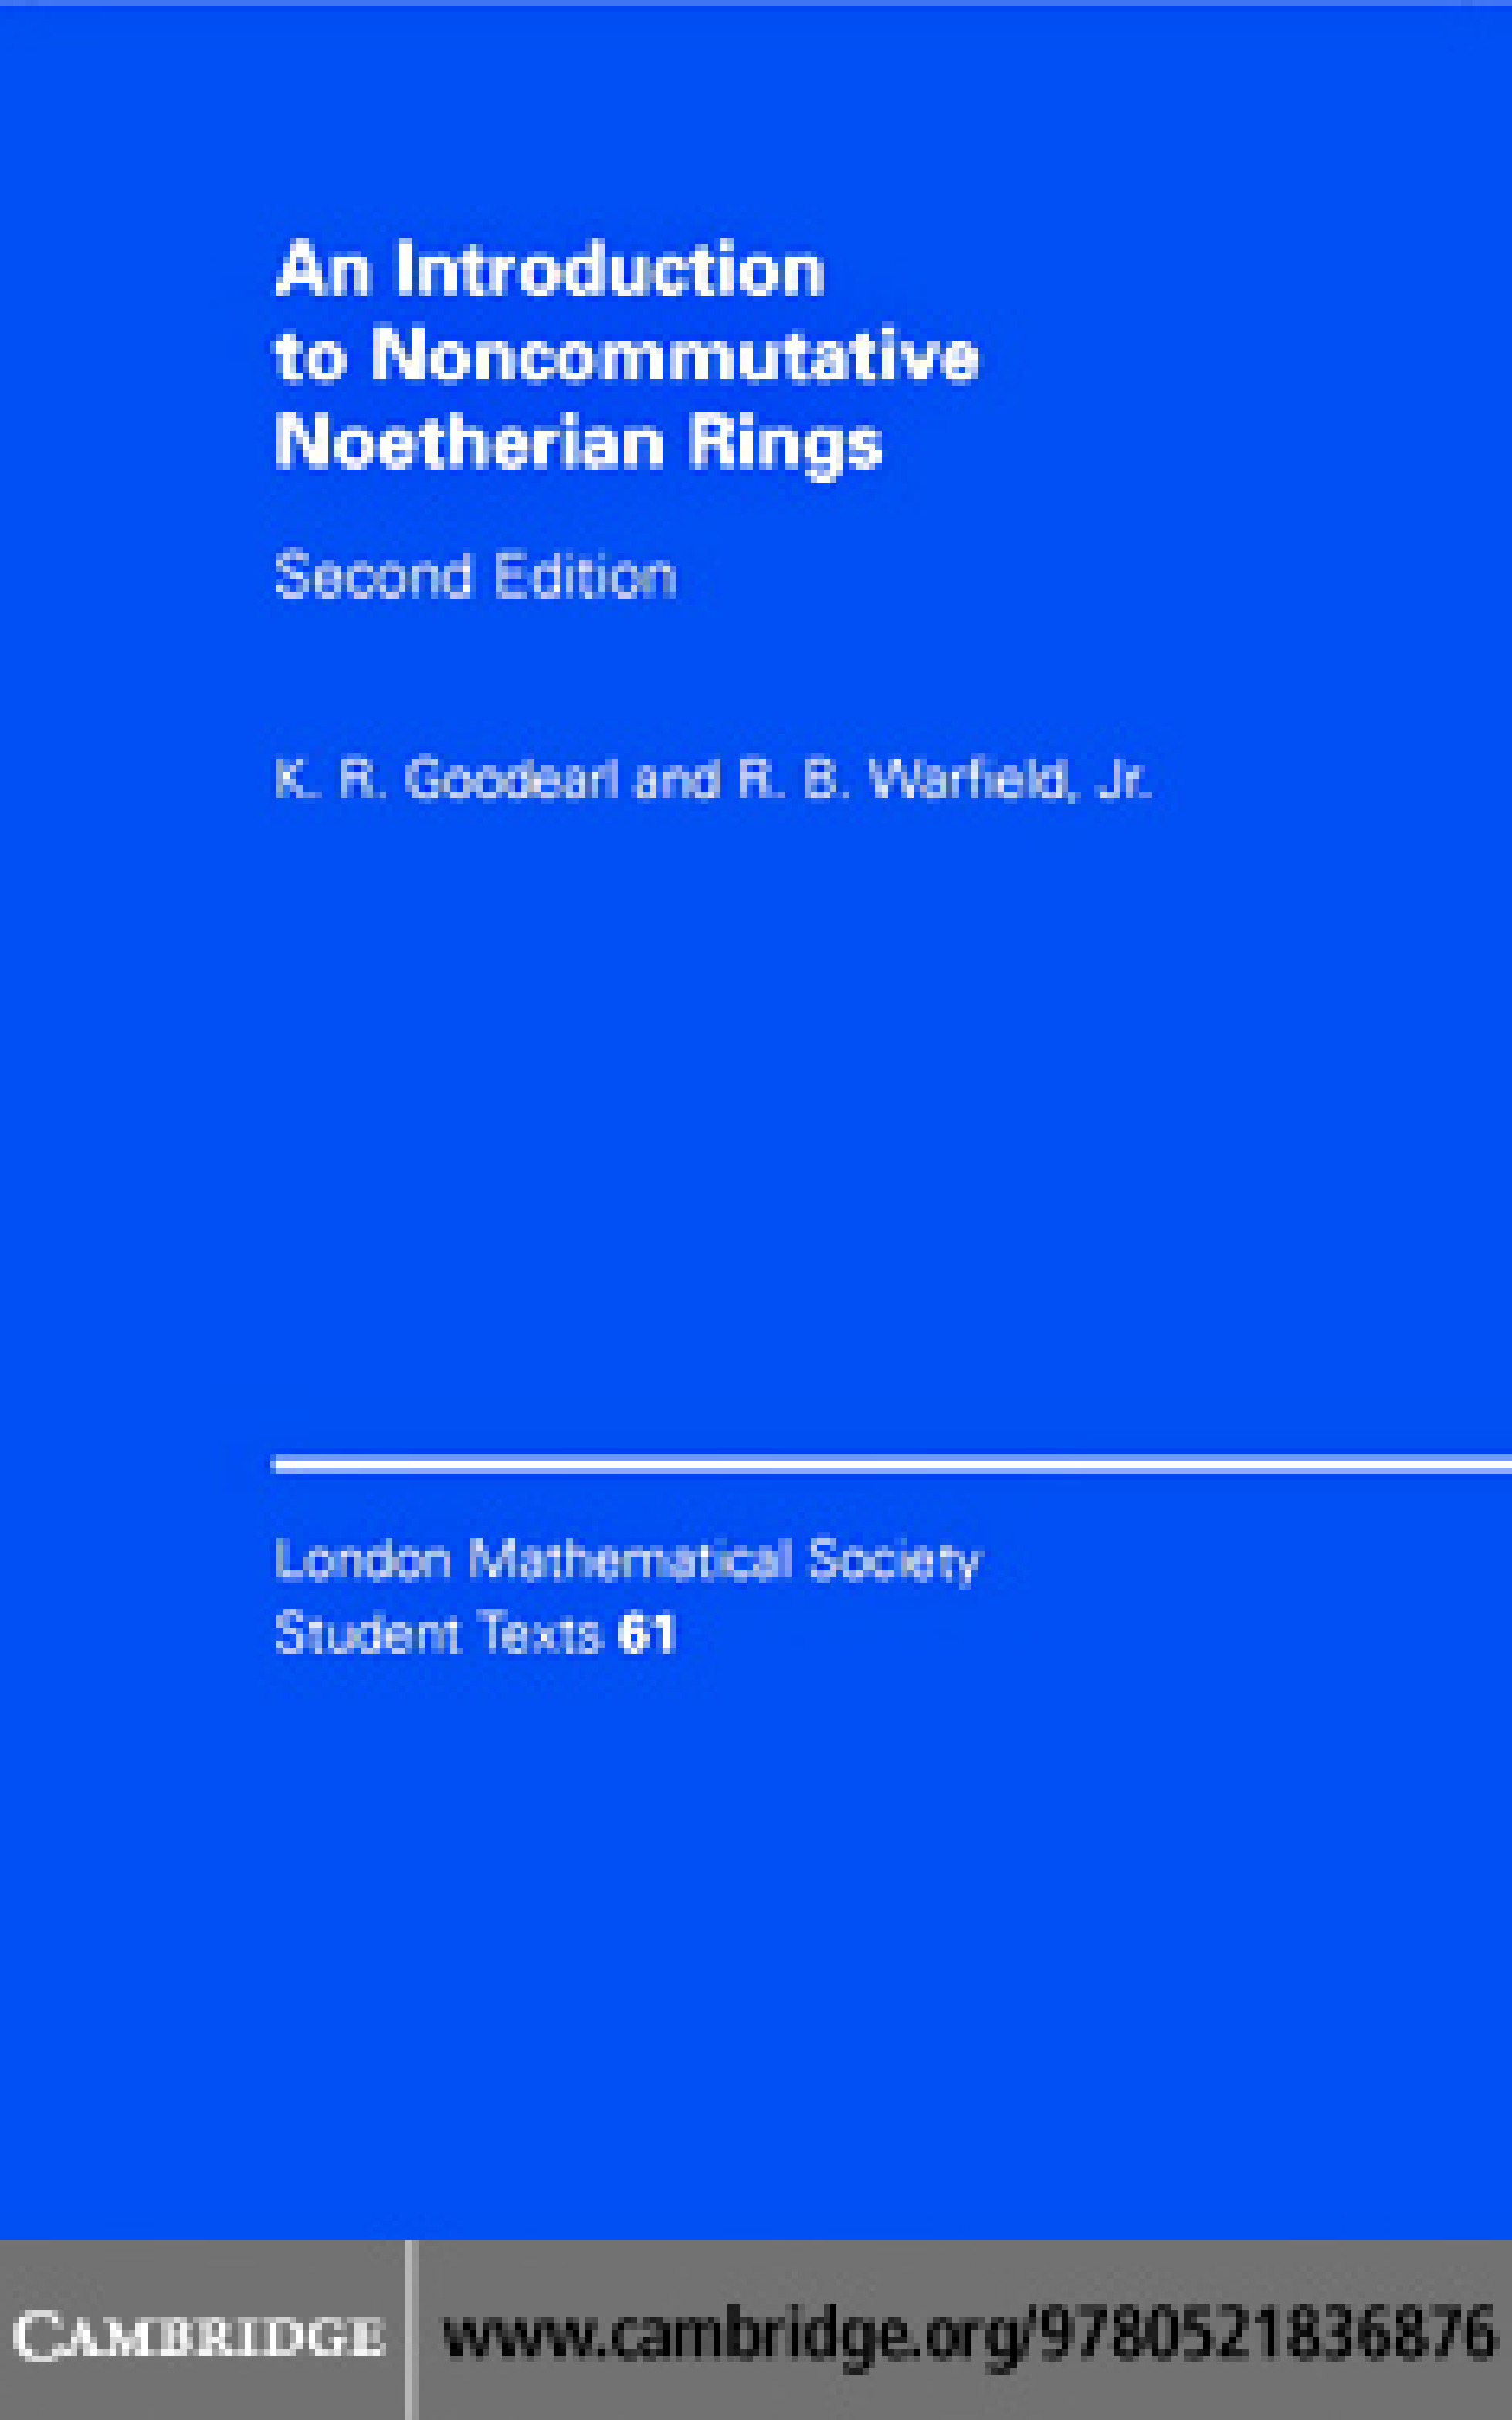 An Introduction
to Noncommutative
Noetherian Rings
Second Edition
K. R. Goodearl and R. B. Warfield, Jr.
London Mathematical Society
Student Texts 61
CAMBRIDGE
www.cambridge.org/9780521836876